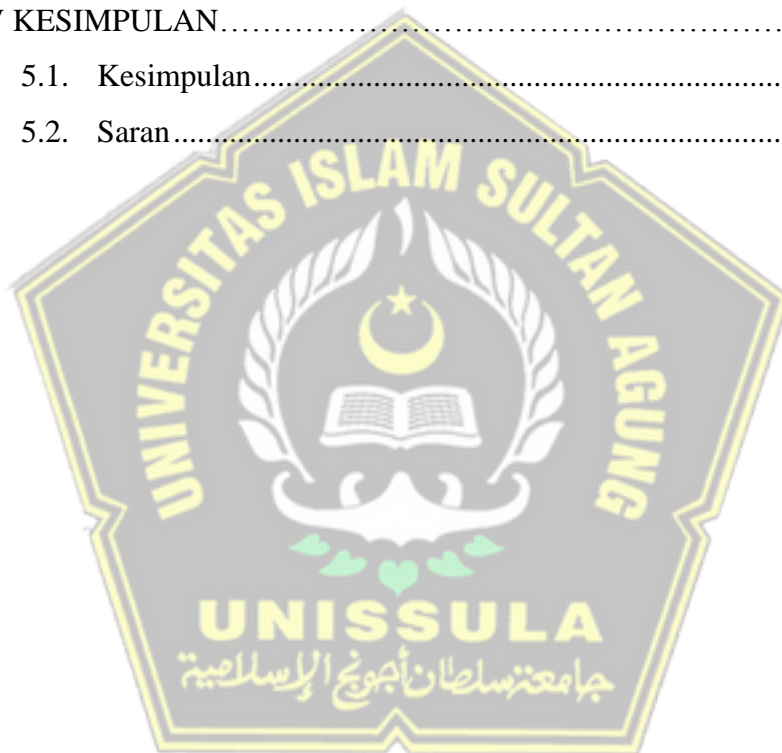 KESIMPULAN......................................................
5.1. Kesimpulan......................................................................
5.2. Saran.................................................................................
UNIVERSITAS ISLAM SULTAN AGUNG
UNISSULA
جامعة سلطان أجونج الإسلامية